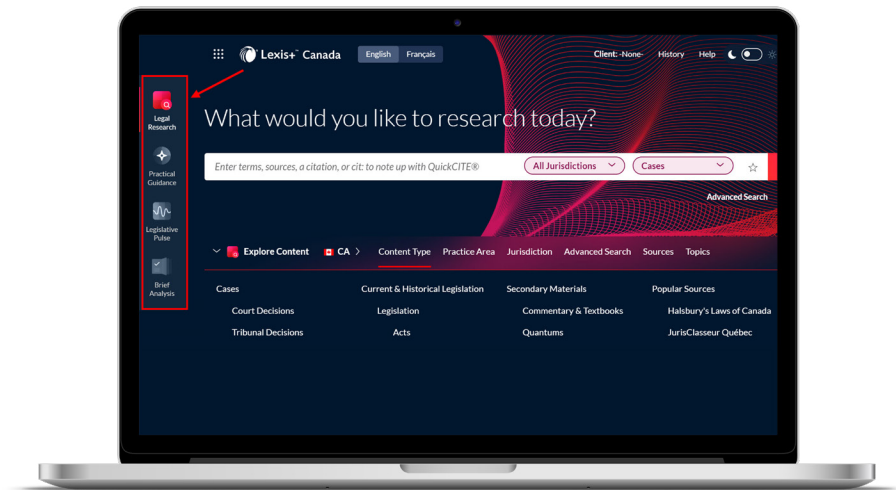 Lexis+™ Canada
English Français
Client: -None- History Help
Legal
Research
Practical
Guidance
Legislative
Pulse
Brief
Analysis
What would you like to research today?
Enter terms, sources, a citation, or cit: to note up with QuickCITE®
All Jurisdictions
Cases
Advanced Search
Explore Content CA Content Type Practice Area Jurisdiction Advanced Search Sources Topics
Cases Current & Historical Legislation Secondary Materials Popular Sources
Court Decisions Legislation Commentary & Textbooks Halsbury's Laws of Canada
Tribunal Decisions Acts Quantums JurisClasseur Québec